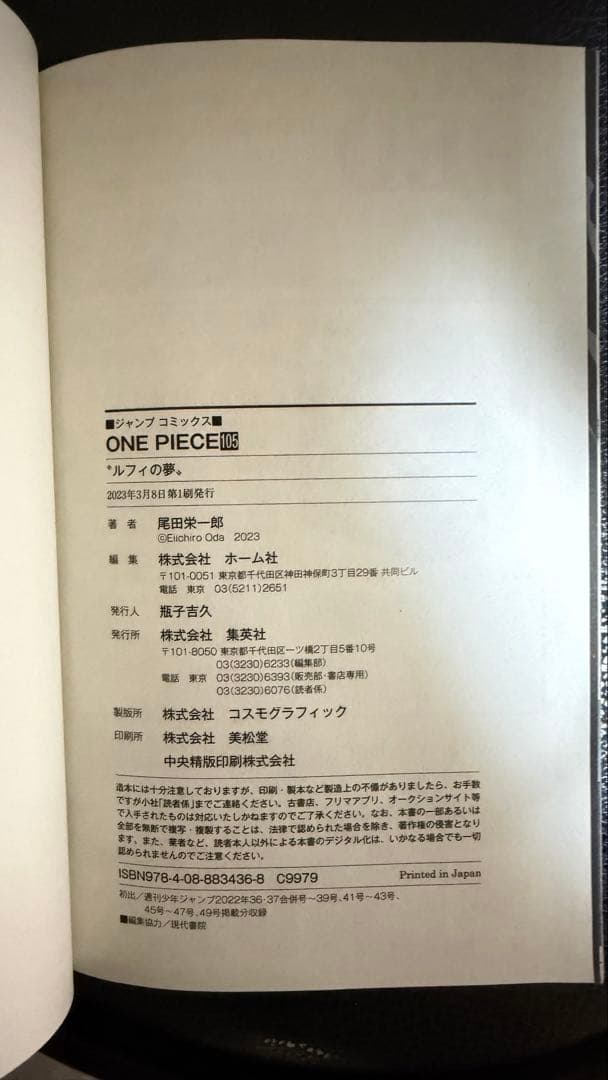 ■ジャンプ コミックス■
ONE PIECE 105
〝ルフィの夢〟
2023年3月8日 第1刷発行
著 者 尾田栄一郎
©Eiichiro Oda 2023
編 集 株式会社 ホーム社
〒101-0051 東京都千代田区神田神保町3丁目29番 共同ビル
電話 東京 03(5211)2651
発行人 瓶子吉久
発行所 株式会社 集英社
〒101-8050 東京都千代田区一ツ橋2丁目5番10号
03(3230)6233(編集部)
電話 東京 03(3230)6393(販売部・書店専用)
03(3230)6076(読者係)
製版所 株式会社 コスモグラフィック
印刷所 株式会社 美松堂
中央精版印刷株式会社
造本には十分注意しておりますが、印刷・製本など製造上の不備がありましたら、お手数
ですが小社「読者係」までご連絡ください。古書店、フリマアプリ、オークションサイト等
で入手されたものは対応いたしかねますのでご了承ください。なお、本書の一部あるいは
全部を無断で複写・複製することは、法律で認められた場合を除き、著作権の侵害となり
ます。また、業者など、読者本人以外による本書のデジタル化は、いかなる場合でも一切
認められませんのでご注意ください。
ISBN978-4-08-883436-8 C9979 Printed in Japan
初出/週刊少年ジャンプ2022年36・37合併号~39号、41号~43号、
45号~47号、49号掲載分収録
■編集協力/現代書院